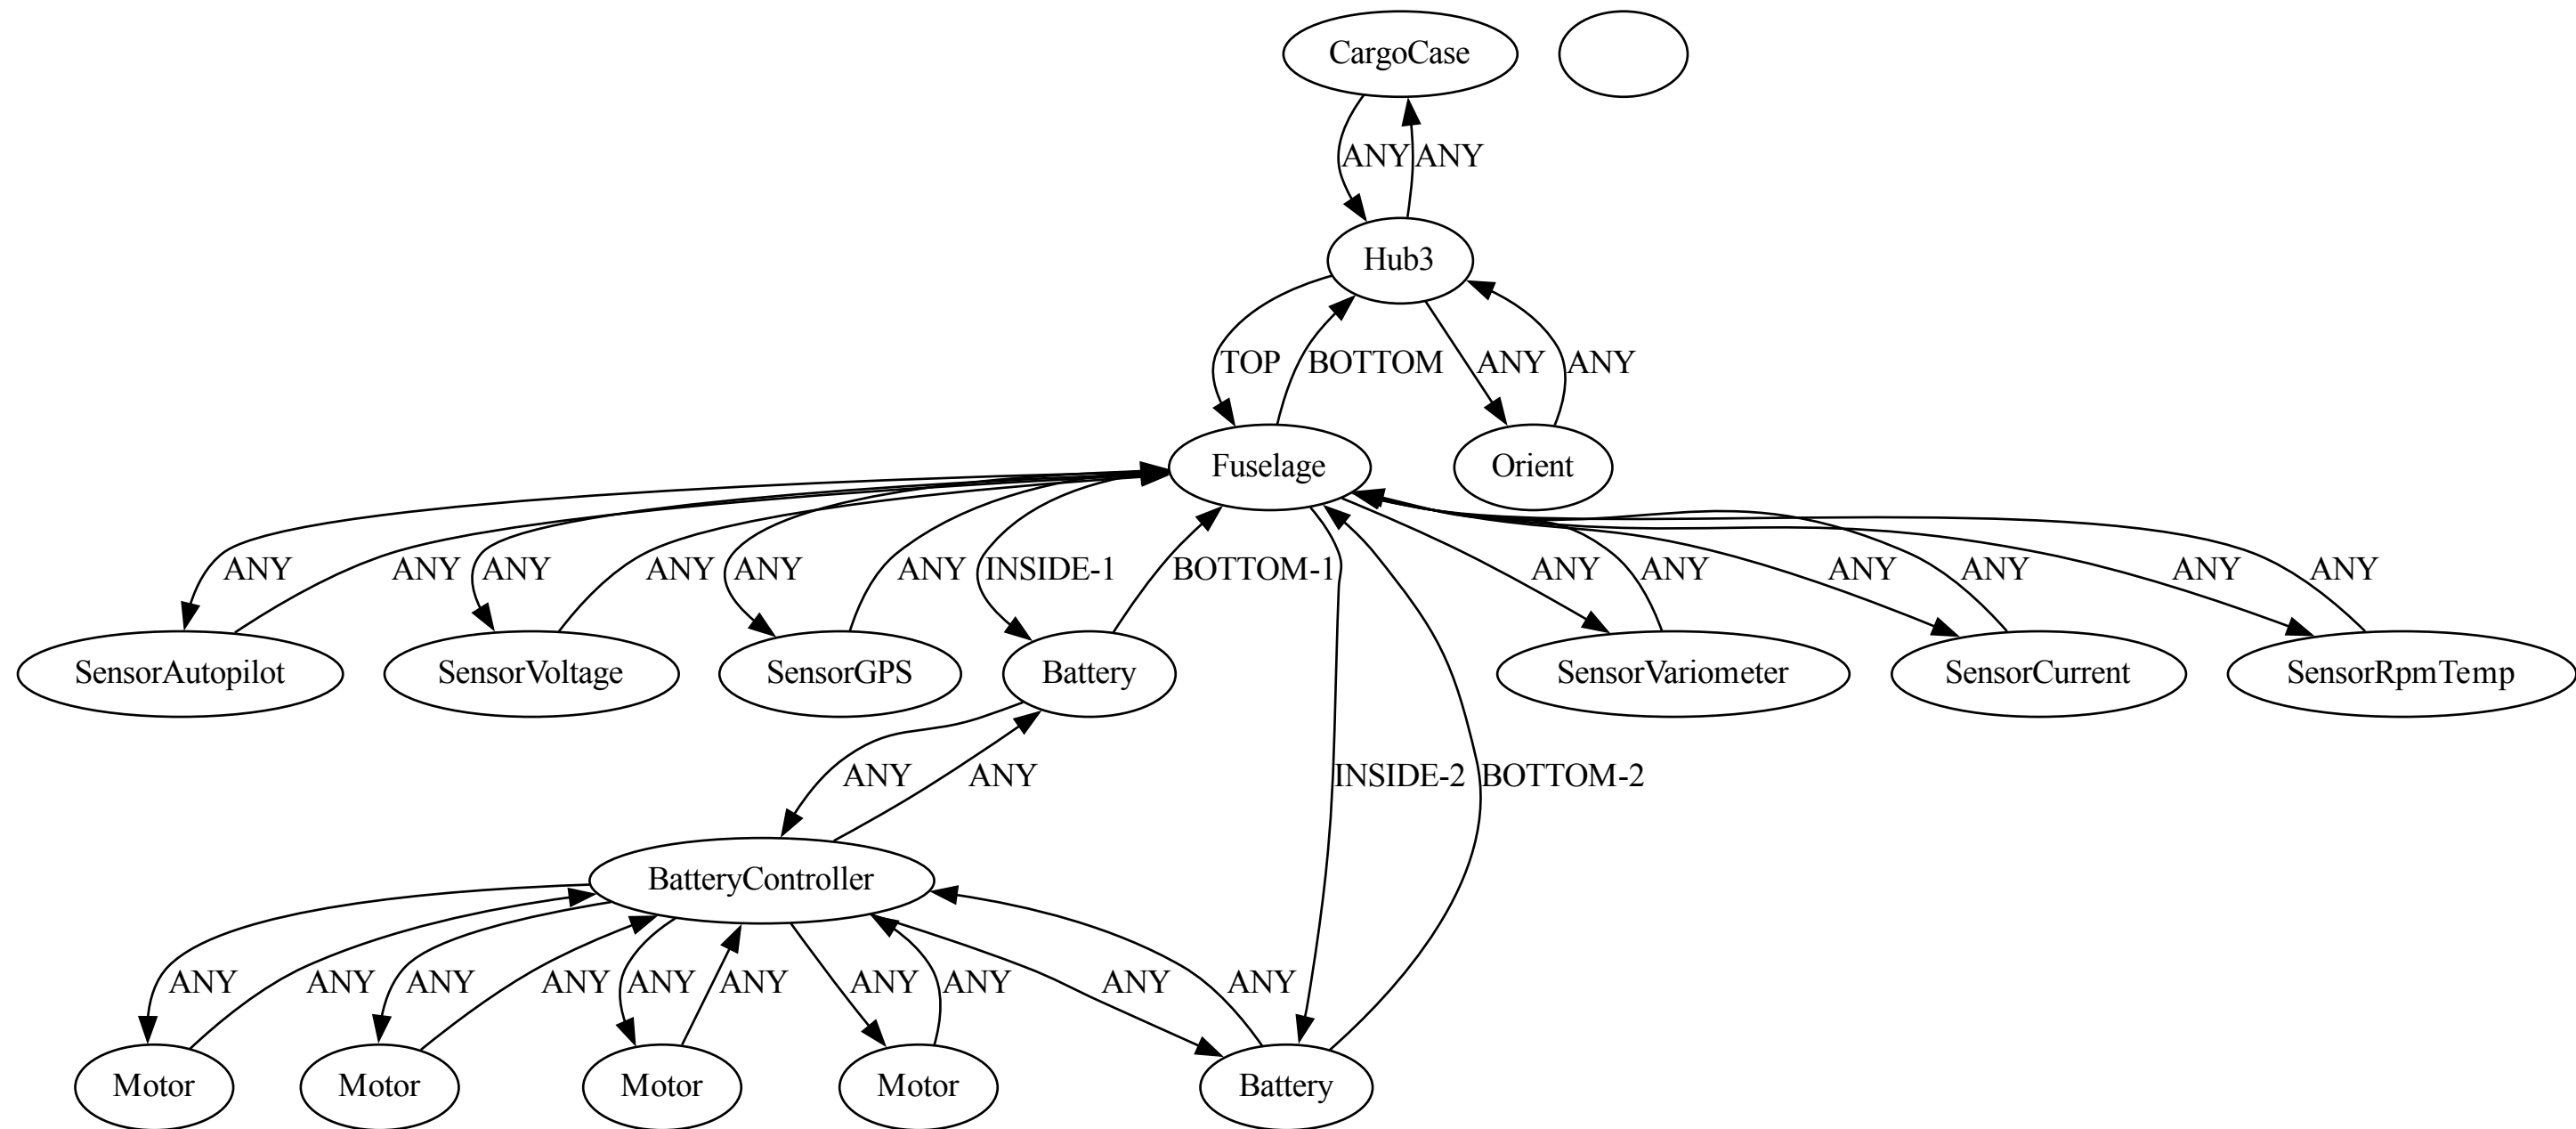 CargoCase
ANY ANY
Hub3
TOP BOTTOM ANY ANY
Fuselage Orient
ANY ANY ANY ANY ANY ANY INSIDE-1 BOTTOM-1 ANY ANY ANY ANY ANY ANY
SensorAutopilot SensorVoltage SensorGPS Battery SensorVariometer SensorCurrent SensorRpmTemp
ANY ANY INSIDE-2 BOTTOM-2
BatteryController
ANY ANY ANY ANY ANY ANY ANY ANY ANY ANY
Motor Motor Motor Motor Battery